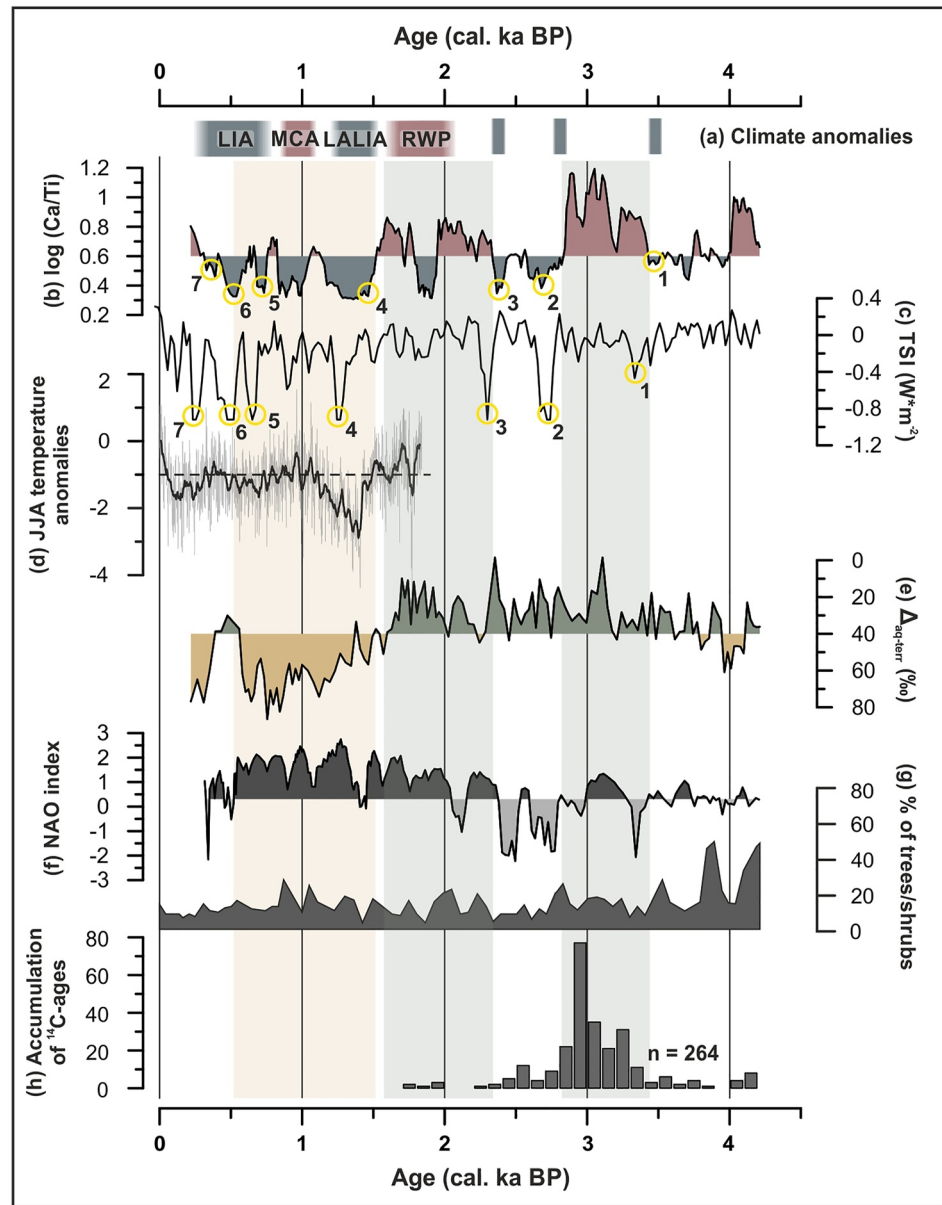 Age (cal. ka BP)
0 1 2 3 4
LIA MCA LALIA RWP (a) Climate anomalies
(b) log (Ca/Ti)
1.2
1
0.8
0.6
0.4
0.2
7 6 5 4 3 2 1
(c) TSI (W*m-2)
0.4
0
-0.4
-0.8
-1.2
7 6 5 4 3 2 1
(d) JJA temperature
anomalies
2
0
-2
-4
(e) Δaq-terr (‰)
0
20
40
60
80
(f) NAO index
3
2
1
0
-1
-2
-3
(g) % of trees/shrubs
80
60
40
20
0
(h) Accumulation
of 14C-ages
80
60
40
20
0
n = 264
0 1 2 3 4
Age (cal. ka BP)